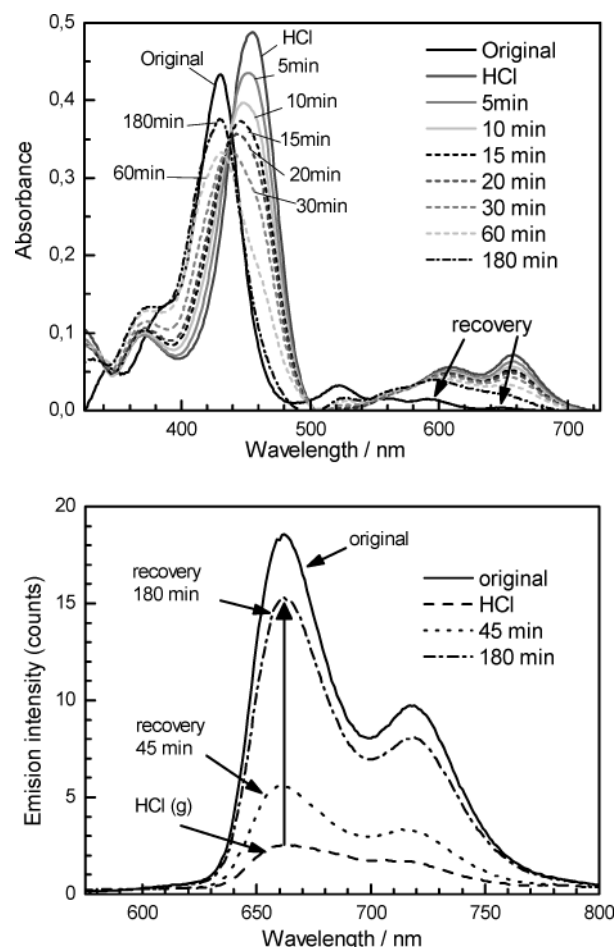 0,5
0,4
0,3
0,2
0,1
0,0
Absorbance
HCl
Original
5min
10min
180min
15min
60min
20min
30min
Original
HCl
5min
10 min
15 min
20 min
30 min
60 min
180 min
recovery
400
500
600
700
Wavelength / nm
20
15
10
5
0
Emision intensity (counts)
original
recovery
180 min
recovery
45 min
HCl (g)
original
HCl
45 min
180 min
600
650
700
750
800
Wavelength / nm